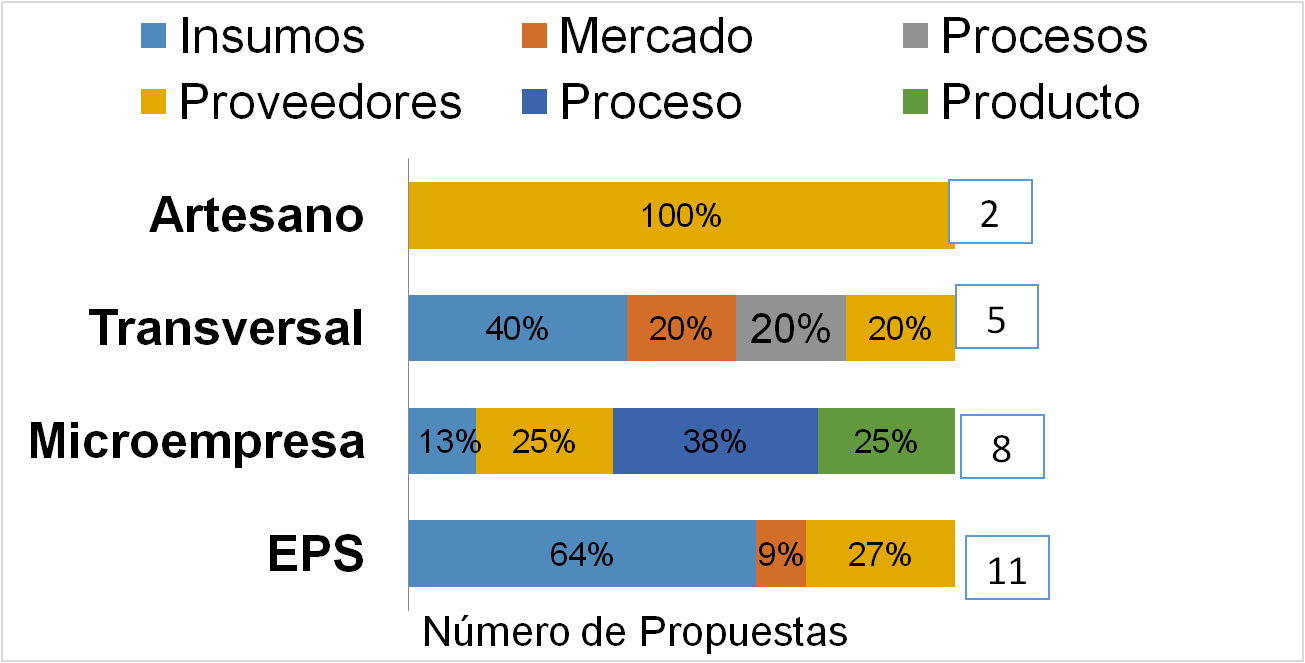 Insumos Mercado Procesos
Proveedores Proceso Producto
Artesano 100% 2
Transversal 40% 20% 20% 20% 5
Microempresa 13% 25% 38% 25% 8
EPS 64% 9% 27% 11
Número de Propuestas